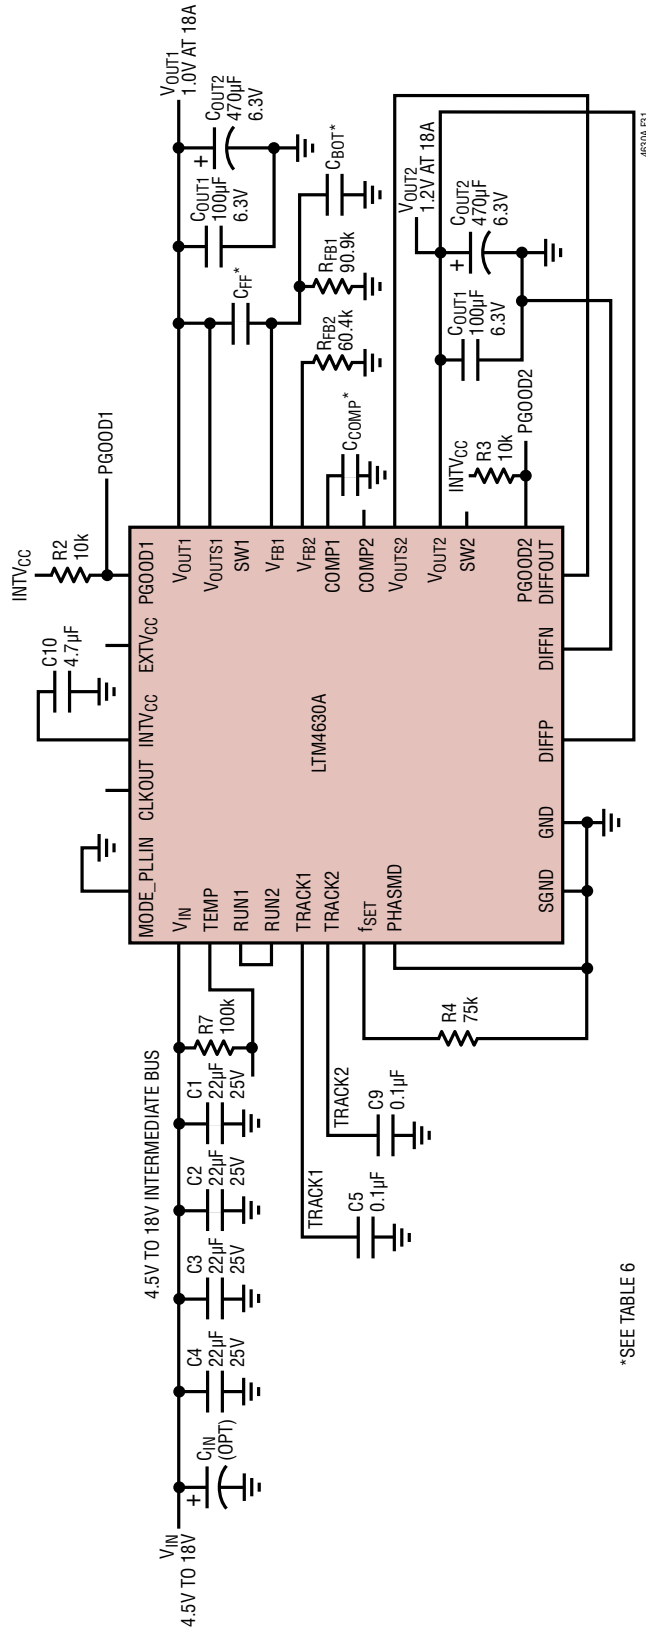 VIN
4.5V TO 18V
CIN
(OPT)
C4
22µF
25V
C3
22µF
25V
C2
22µF
25V
C1
22µF
25V
4.5V TO 18V INTERMEDIATE BUS
R7
100k
TRACK1
C5
0.1µF
TRACK2
C9
0.1µF
R4
75k
MODE_PLLIN
CLKOUT
INTVCC
EXTVCC
PGOOD1
C10
4.7µF
INTVCC
R2
10k
PGOOD1
VIN
TEMP
RUN1
RUN2
TRACK1
TRACK2
fSET
PHASMD
LTM4630A
VOUT1
VOUTS1
SW1
VFB1
VFB2
COMP1
COMP2
VOUTS2
VOUT2
SW2
PGOOD2
SGND
GND
DIFFP
DIFFN
DIFFOUT
CFF*
COUT1
100µF
6.3V
COUT2
470µF
6.3V
VOUT1
1.0V AT 18A
CCOMP*
RFB2
60.4k
RFB1
90.9k
CBOT*
INTVCC
R3
10k
PGOOD2
COUT1
100µF
6.3V
COUT2
470µF
6.3V
VOUT2
1.2V AT 18A
*SEE TABLE 6
4630A F31